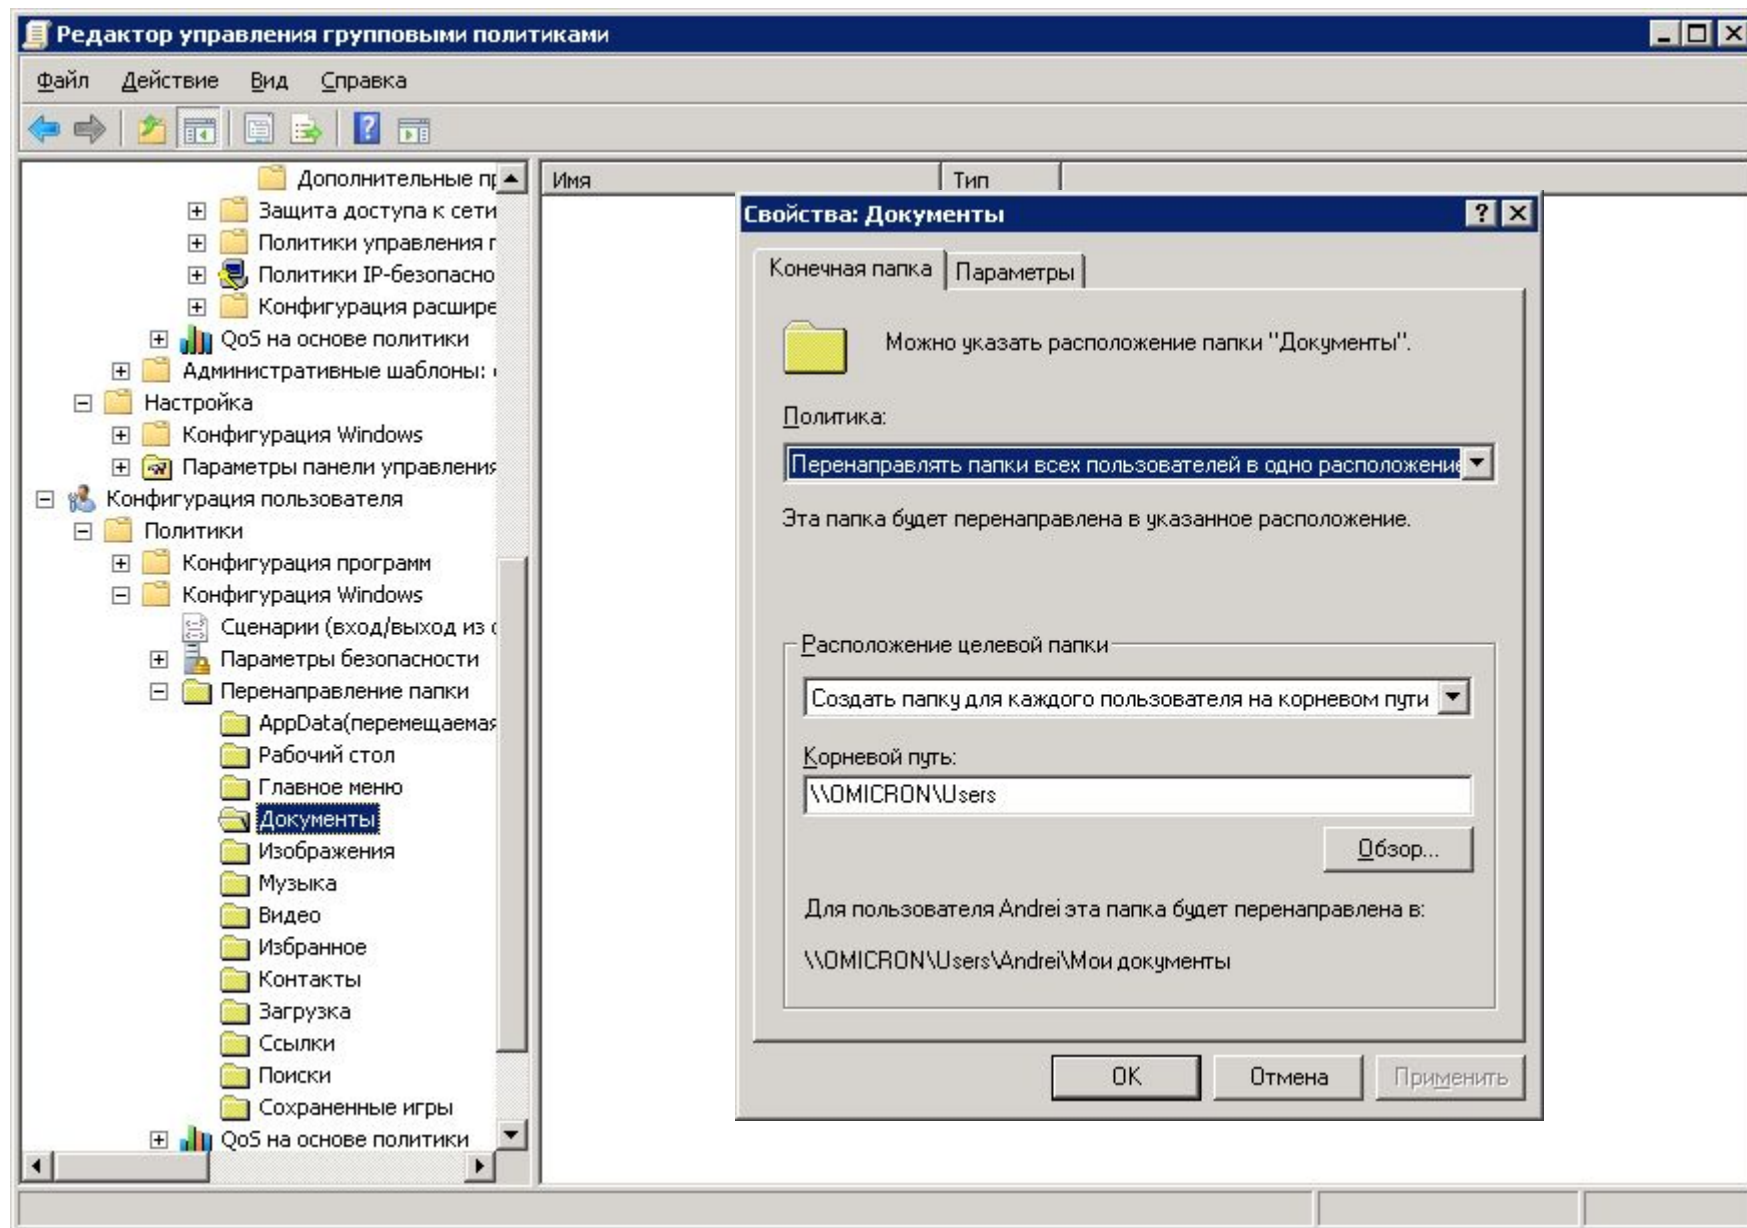 Редактор управления групповыми политиками
Файл Действие Вид Справка
Дополнительные
Защита доступа к сети
Политики управления
Политики IP-безопасно
Конфигурация расшире
QoS на основе политики
Административные шаблоны:
Настройка
Конфигурация Windows
Параметры панели управления
Конфигурация пользователя
Политики
Конфигурация программ
Конфигурация Windows
Сценарии (вход/выход из
Параметры безопасности
Перенаправление папки
AppData(перемещаемая
Рабочий стол
Главное меню
Документы
Изображения
Музыка
Видео
Избранное
Контакты
Загрузка
Ссылки
Поиски
Сохраненные игры
QoS на основе политики
Имя Тип
Свойства: Документы
Конечная папка Параметры
Можно указать расположение папки "Документы".
Политика:
Перенаправлять папки всех пользователей в одно расположение
Эта папка будет перенаправлена в указанное расположение.
Расположение целевой папки
Создать папку для каждого пользователя на корневом пути
Корневой путь:
\\OMICRON\Users
Обзор...
Для пользователя Andrei эта папка будет перенаправлена в:
\\OMICRON\Users\Andrei\Мои документы
OK Отмена Применить